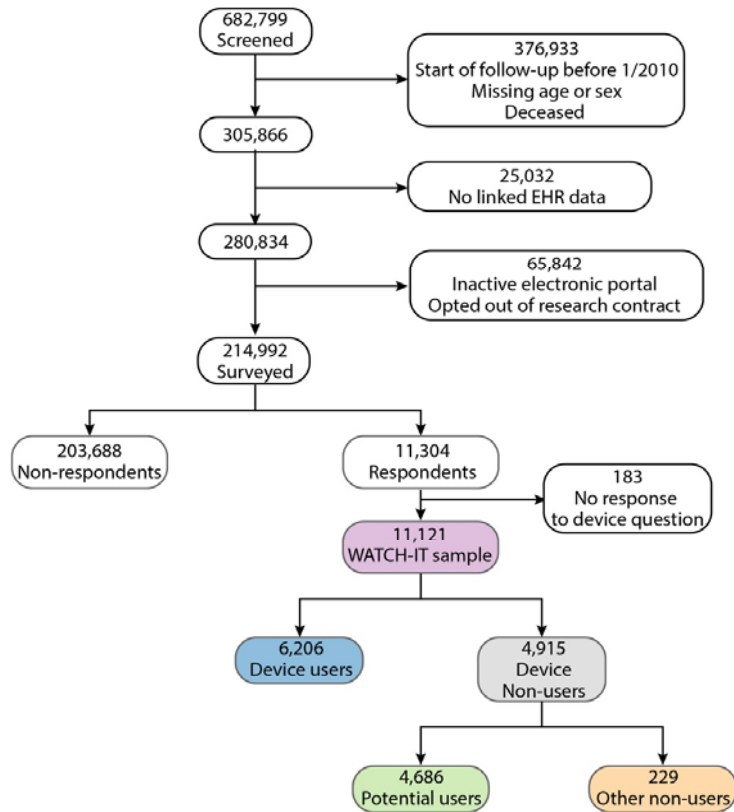 682,799
Screened
376,933
Start of follow-up before 1/2010
Missing age or sex
Deceased
305,866
25,032
No linked EHR data
280,834
65,842
Inactive electronic portal
Opted out of research contract
214,992
Surveyed
203,688
Non-respondents
11,304
Respondents
183
No response
to device question
11,121
WATCH-IT sample
6,206
Device users
4,915
Device
Non-users
4,686
Potential users
229
Other non-users